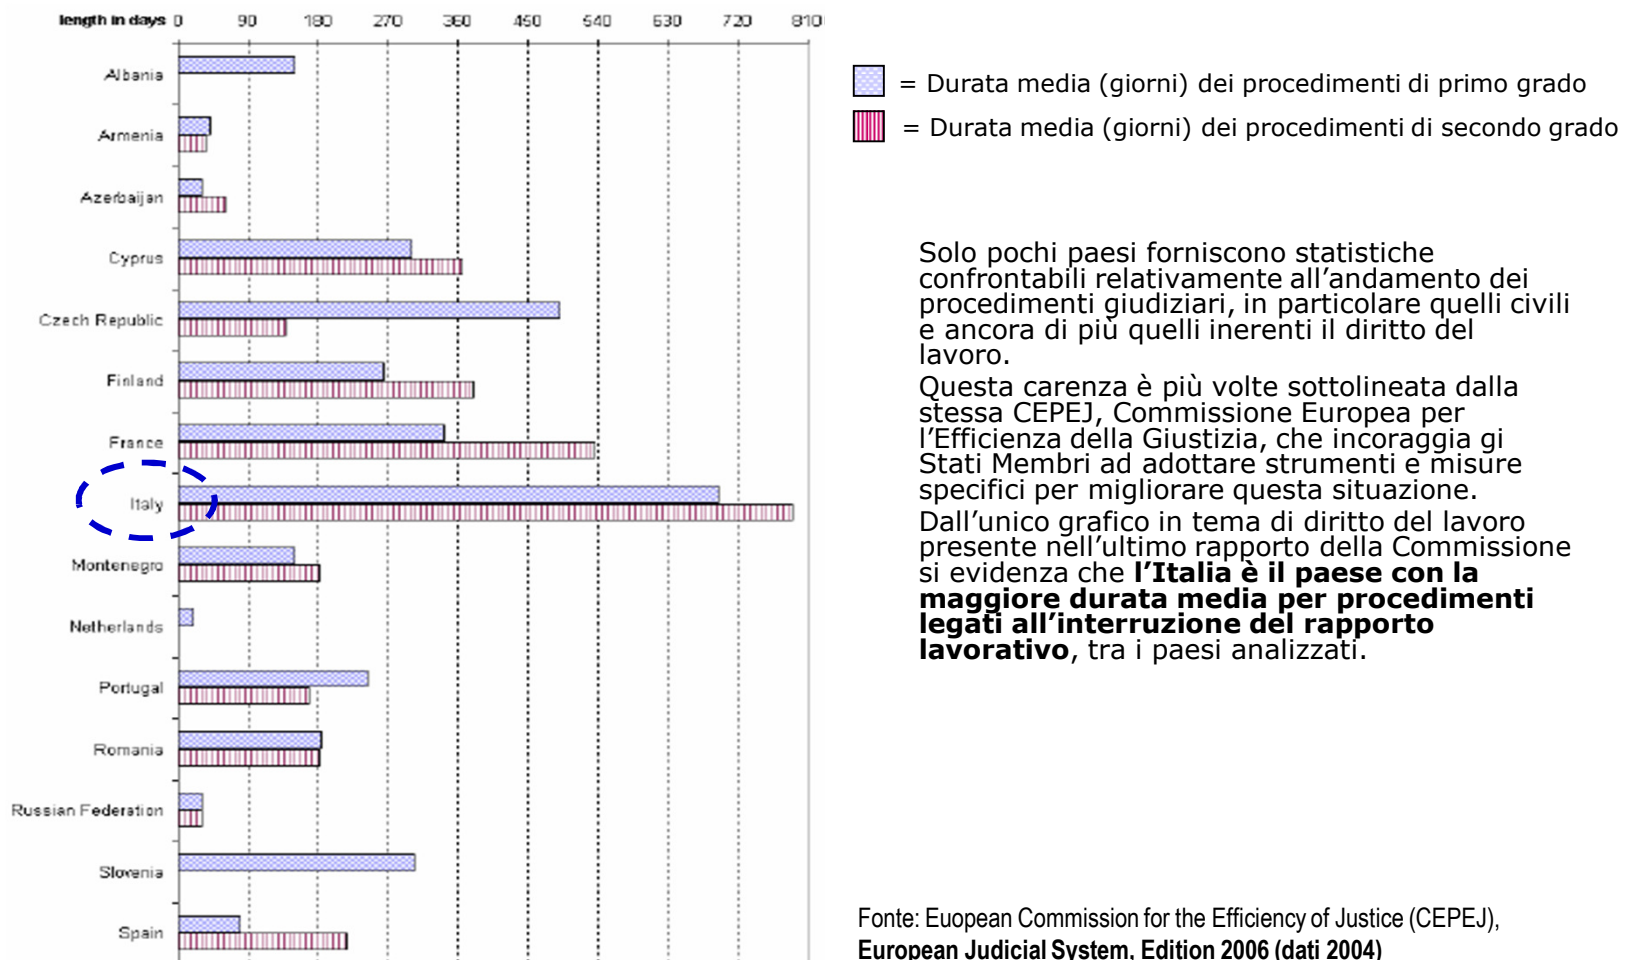 length in days 0 90 180 270 360 450 540 630 720 810
Albania
Armenia
Azerbaijan
Cyprus
Czech Republic
Finland
France
Italy
Montenegro
Netherlands
Portugal
Romania
Russian Federation
Slovenia
Spain
= Durata media (giorni) dei procedimenti di primo grado
= Durata media (giorni) dei procedimenti di secondo grado
Solo pochi paesi forniscono statistiche
confrontabili relativamente all’andamento dei
procedimenti giudiziari, in particolare quelli civili
e ancora di più quelli inerenti il diritto del
lavoro.
Questa carenza è più volte sottolineata dalla
stessa CEPEJ, Commissione Europea per
l’Efficienza della Giustizia, che incoraggia gi
Stati Membri ad adottare strumenti e misure
specifici per migliorare questa situazione.
Dall’unico grafico in tema di diritto del lavoro
presente nell’ultimo rapporto della Commissione
si evidenza che l’Italia è il paese con la
maggiore durata media per procedimenti
legati all’interruzione del rapporto
lavorativo, tra i paesi analizzati.
Fonte: Euopean Commission for the Efficiency of Justice (CEPEJ),
European Judicial System, Edition 2006 (dati 2004)